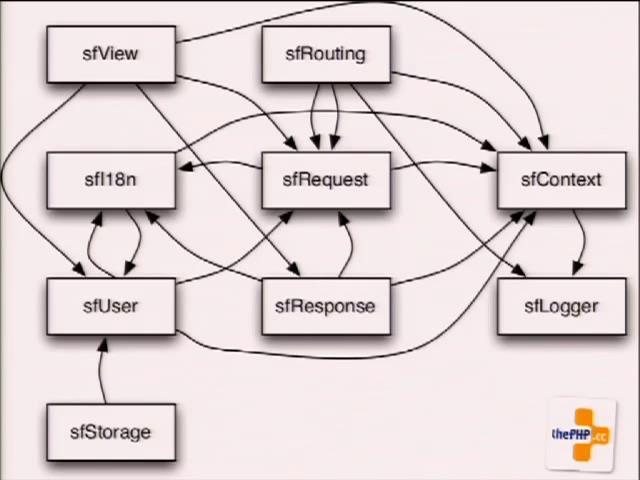 sfView
sfRouting
sfI18n
sfRequest
sfContext
sfUser
sfResponse
sfLogger
sfStorage
thePHP.cc